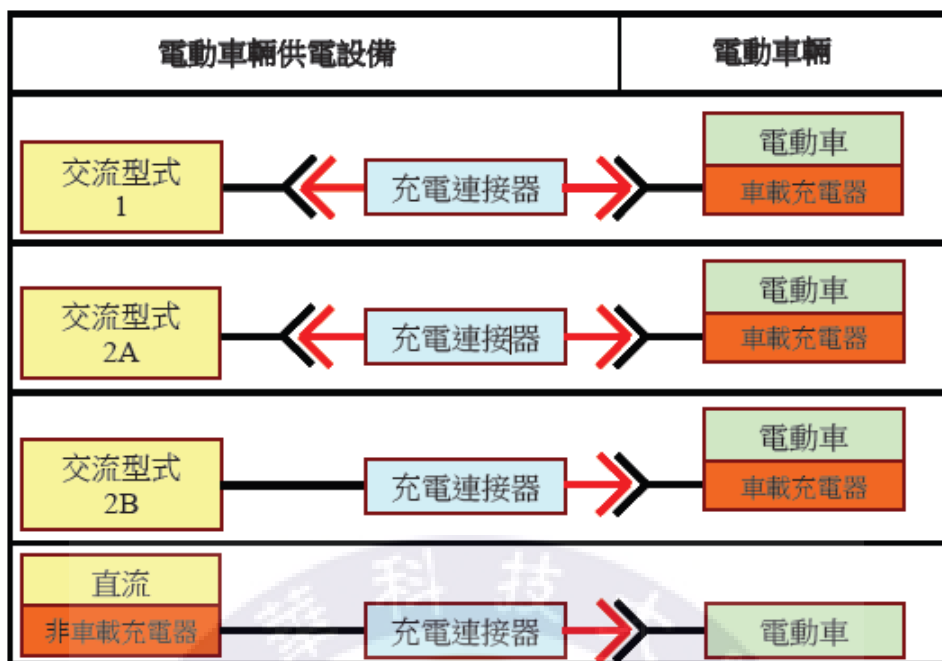 電動車輛供電設備
電動車輛
交流型式
1
充電連接器
電動車
車載充電器
交流型式
2A
充電連接器
電動車
車載充電器
交流型式
2B
充電連接器
電動車
車載充電器
直流
非車載充電器
充電連接器
電動車
科技